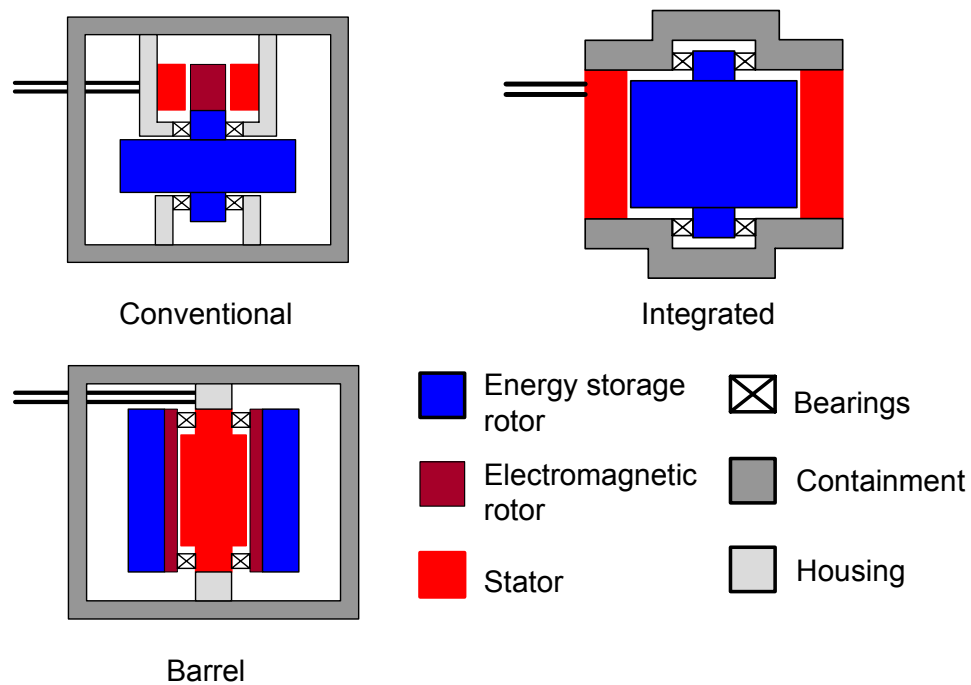 Conventional
Integrated
Energy storage
rotor
Bearings
Electromagnetic
rotor
Containment
Stator
Housing
Barrel